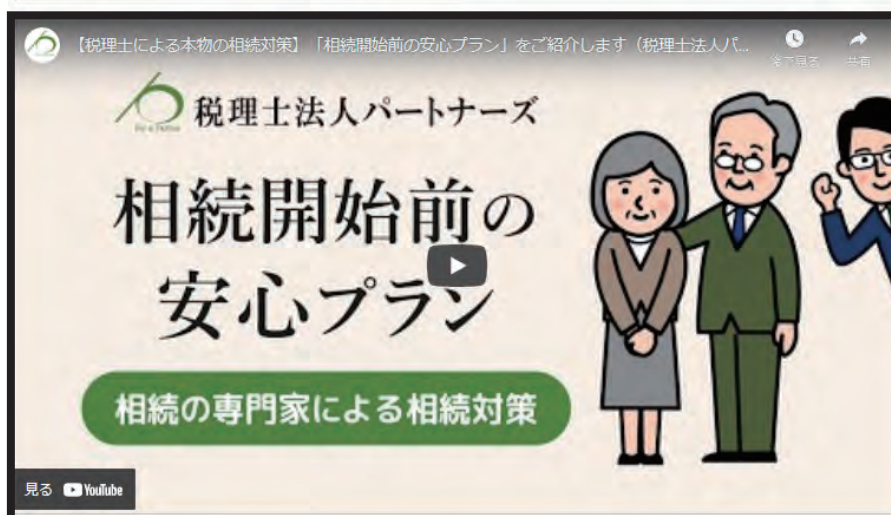 【税理士による本物の相続対策】「相続開始前の安心プラン」をご紹介します（税理士法人パ...
後で見る
共有
税理士法人パートナーズ
相続開始前の
安心プラン
相続の専門家による相続対策
見る YouTube